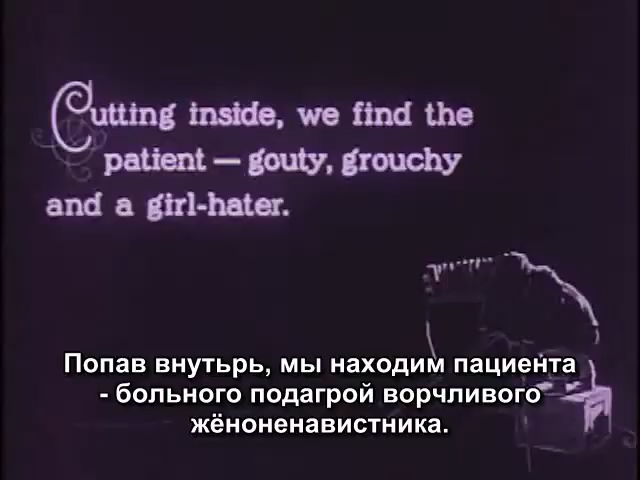 Cutting inside, we find the
patient — gouty, grouchy
and a girl-hater.
Попав внутьрь, мы находим пациента
- больного подагрой ворчливого
жёноненавистника.